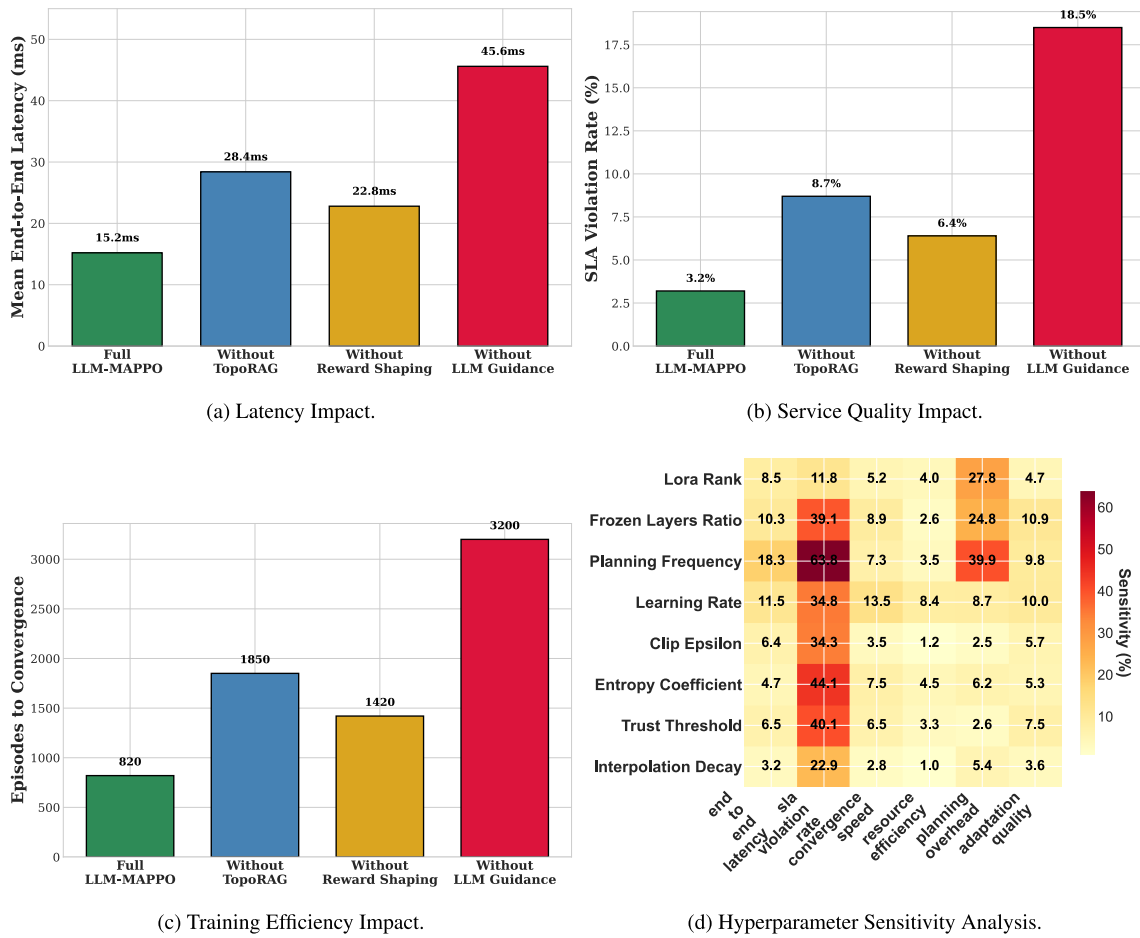 Mean End-to-End Latency (ms)
50
40
30
20
10
0
15.2ms
28.4ms
22.8ms
45.6ms
Full
LLM-MAPPO
Without
TopoRAG
Without
Reward Shaping
Without
LLM Guidance
(a) Latency Impact.
SLA Violation Rate (%)
17.5
15.0
12.5
10.0
7.5
5.0
2.5
0.0
3.2%
8.7%
6.4%
18.5%
Full
LLM-MAPPO
Without
TopoRAG
Without
Reward Shaping
Without
LLM Guidance
(b) Service Quality Impact.
Episodes to Convergence
3000
2500
2000
1500
1000
500
0
820
1850
1420
3200
Full
LLM-MAPPO
Without
TopoRAG
Without
Reward Shaping
Without
LLM Guidance
(c) Training Efficiency Impact.
Lora Rank 8.5 11.8 5.2 4.0 27.8 4.7
Frozen Layers Ratio 10.3 39.1 8.9 2.6 24.8 10.9
Planning Frequency 18.3 63.8 7.3 3.5 39.9 9.8
Learning Rate 11.5 34.8 13.5 8.4 8.7 10.0
Clip Epsilon 6.4 34.3 3.5 1.2 2.5 5.7
Entropy Coefficient 4.7 44.1 7.5 4.5 6.2 5.3
Trust Threshold 6.5 40.1 6.5 3.3 2.6 7.5
Interpolation Decay 3.2 22.9 2.8 1.0 5.4 3.6
end
to
end
latency
sla
violation
rate
convergence
speed
resource
efficiency
planning
overhead
adaptation
quality
60
50
40
30
20
10
Sensitivity (%)
(d) Hyperparameter Sensitivity Analysis.